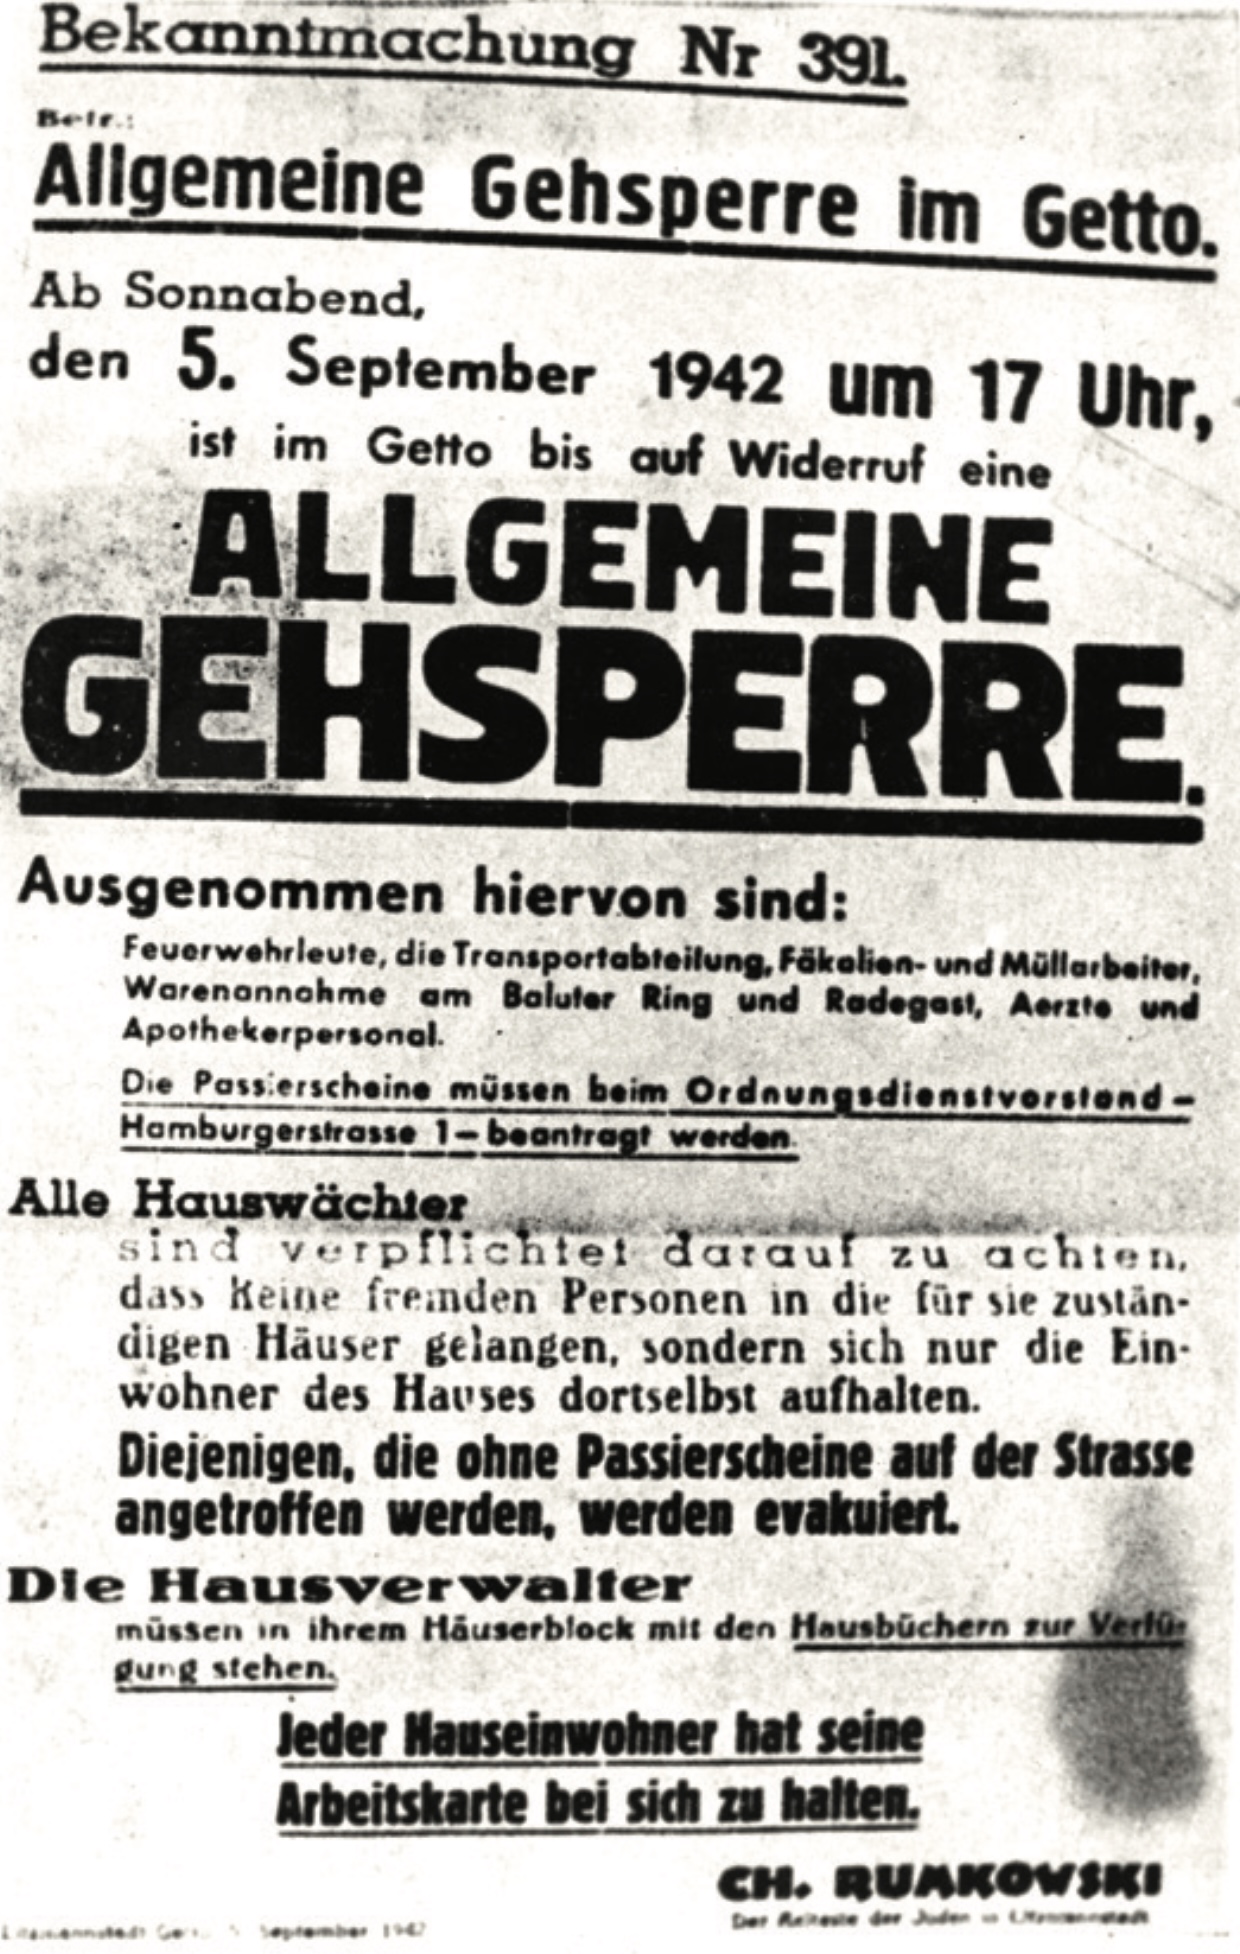 Bekanntmachung Nr 391.
Betr.:
Allgemeine Gehsperre im Getto.
Ab Sonnabend,
den 5. September 1942 um 17 Uhr,
ist im Getto bis auf Widerruf eine
ALLGEMEINE
GEHSPERRE.
Ausgenommen hiervon sind:
Feuerwehrleute, die Transportabteilung, Fäkalien- und Müllarbeiter,
Warenannahme am Baluter Ring und Radegast, Aerzte und
Apothekerpersonal.
Die Passierscheine müssen beim Ordnungsdienstvorstand —
Hamburgerstrasse 1 — beantragt werden.
Alle Hauswächter
sind verpflichtet darauf zu achten,
dass keine fremden Personen in die für sie zustän-
digen Häuser gelangen, sondern sich nur die Ein-
wohner des Hauses dortselbst aufhalten.
Diejenigen, die ohne Passierscheine auf der Strasse
angetroffen werden, werden evakuiert.
Die Hausverwalter
müssen in ihrem Häuserblock mit den Hausbüchern zur Verfü-
gung stehen.
Jeder Hauseinwohner hat seine
Arbeitskarte bei sich zu halten.
CH. RUMKOWSKI
Der Aelteste der Juden in Litzmannstadt
Litzmannstadt September 1942